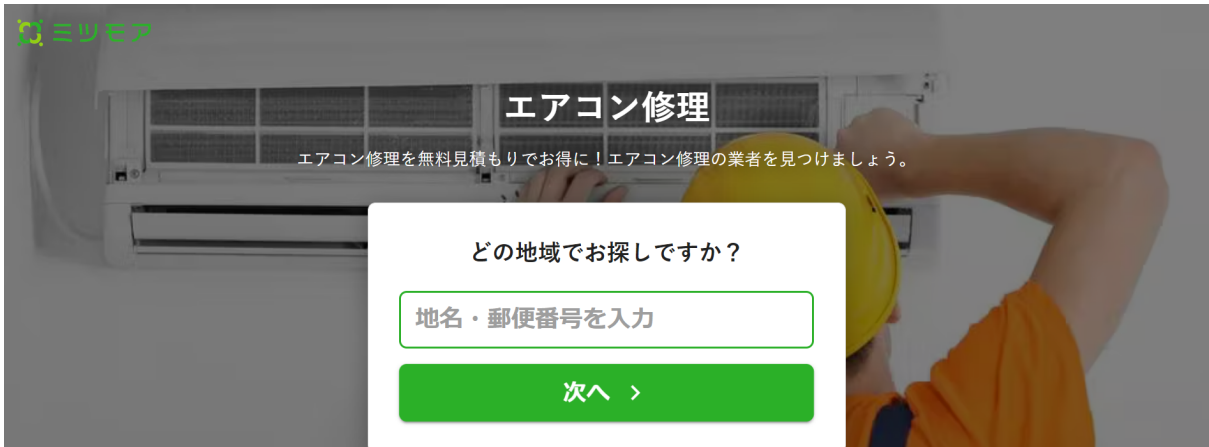 ミツモア
エアコン修理
エアコン修理を無料見積もりでお得に！エアコン修理の業者を見つけましょう。
どの地域でお探しですか？
地名・郵便番号を入力
次へ